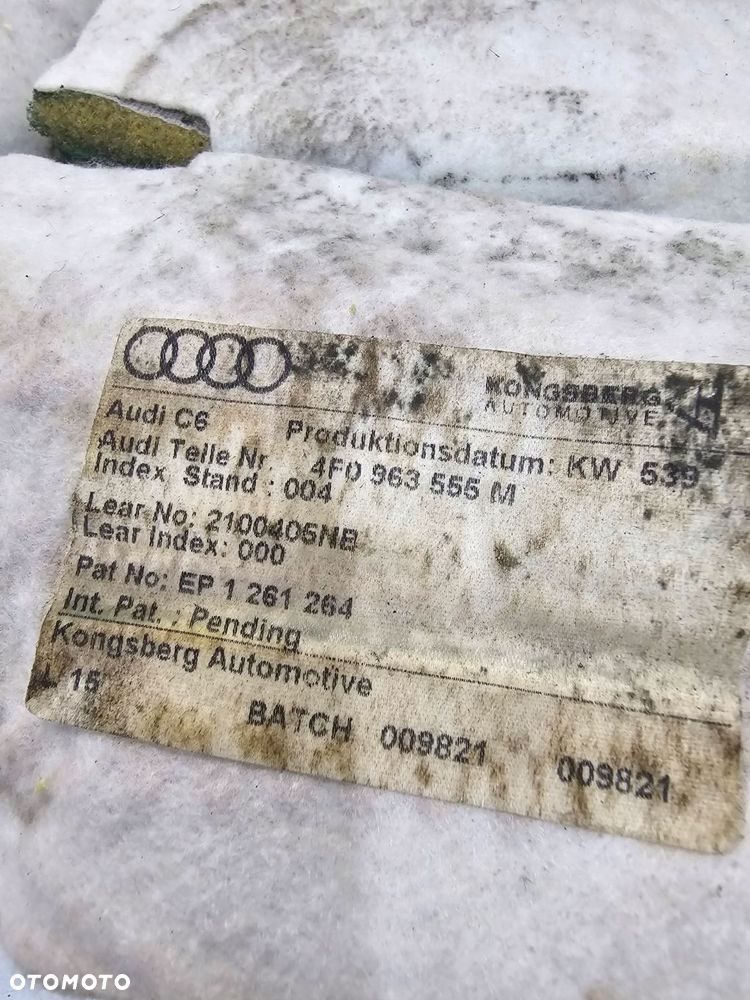 KONGSBERG
AUTOMOTIVE
Audi C6 Produktionsdatum: KW 539
Audi Teile Nr. 4F0 963 555 M
Index Stand : 004
Lear No: 2100405NB
Lear Index: 000
Pat No: EP 1 261 264
Int. Pat. : Pending
Kongsberg Automotive
L 15
BATCH 009821 009821
OTOMOTO